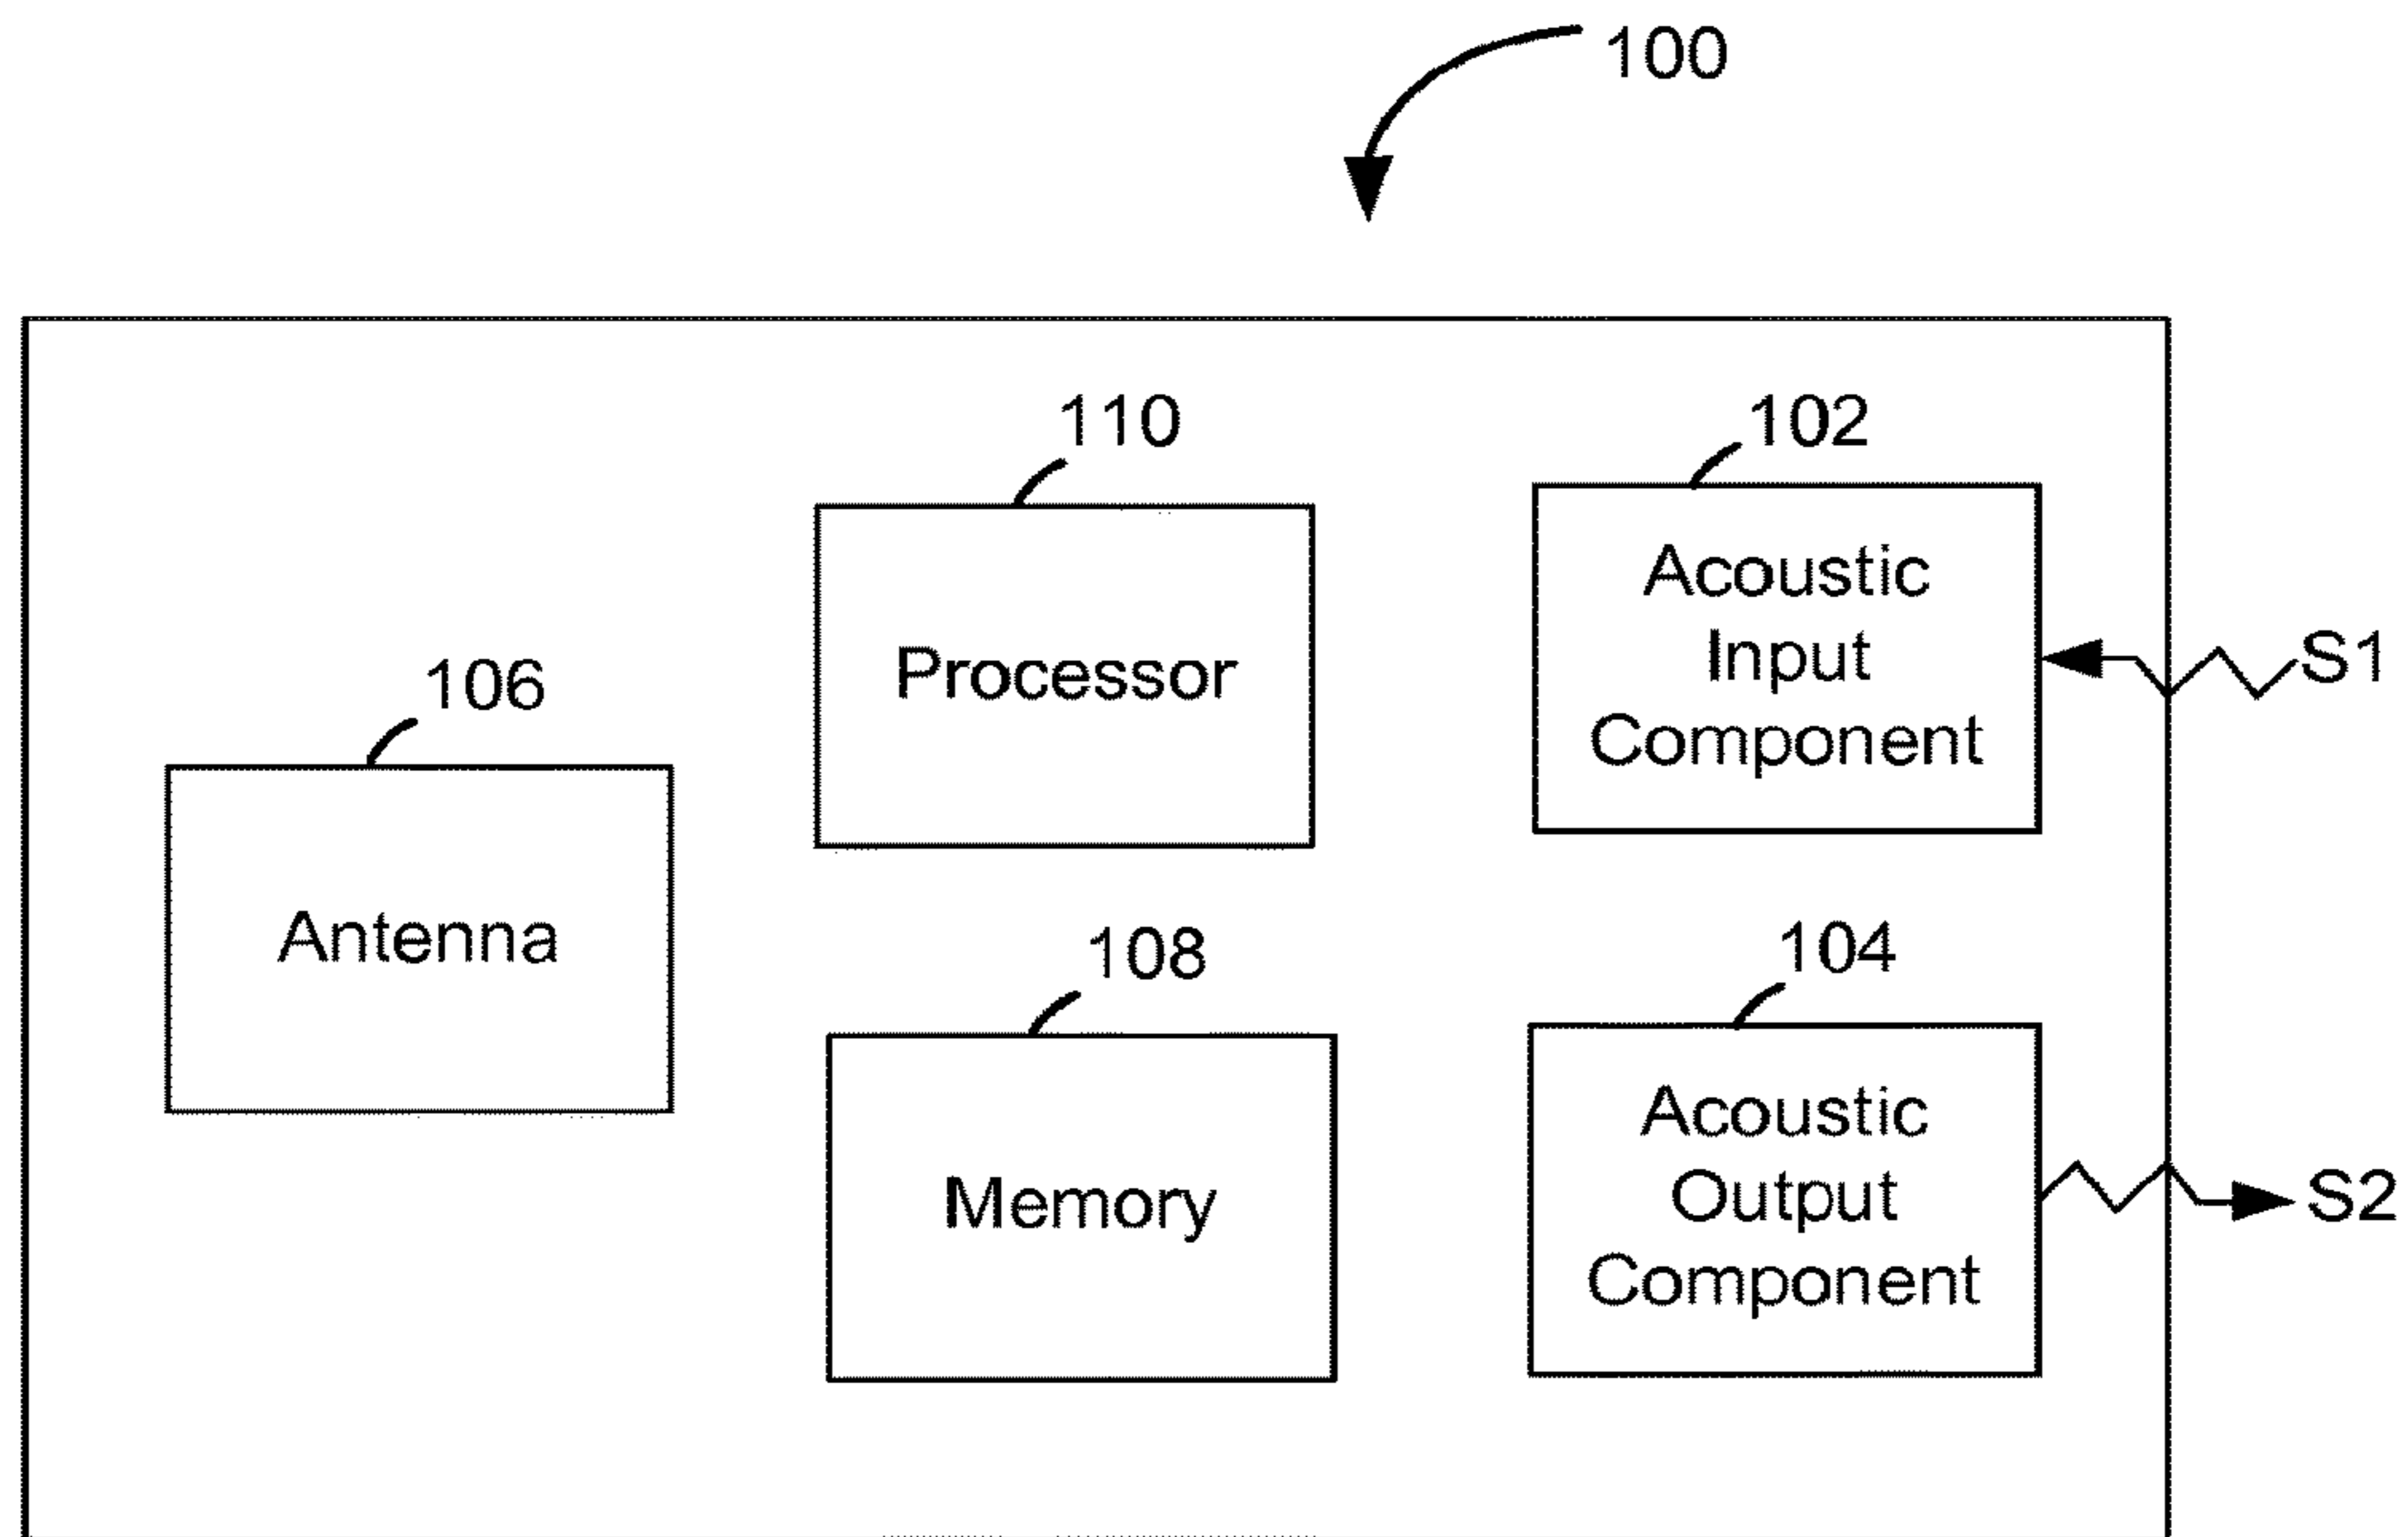 100
110
102
Acoustic
Input
Component
S1
Processor
106
Antenna
108
Memory
104
Acoustic
Output
Component
S2